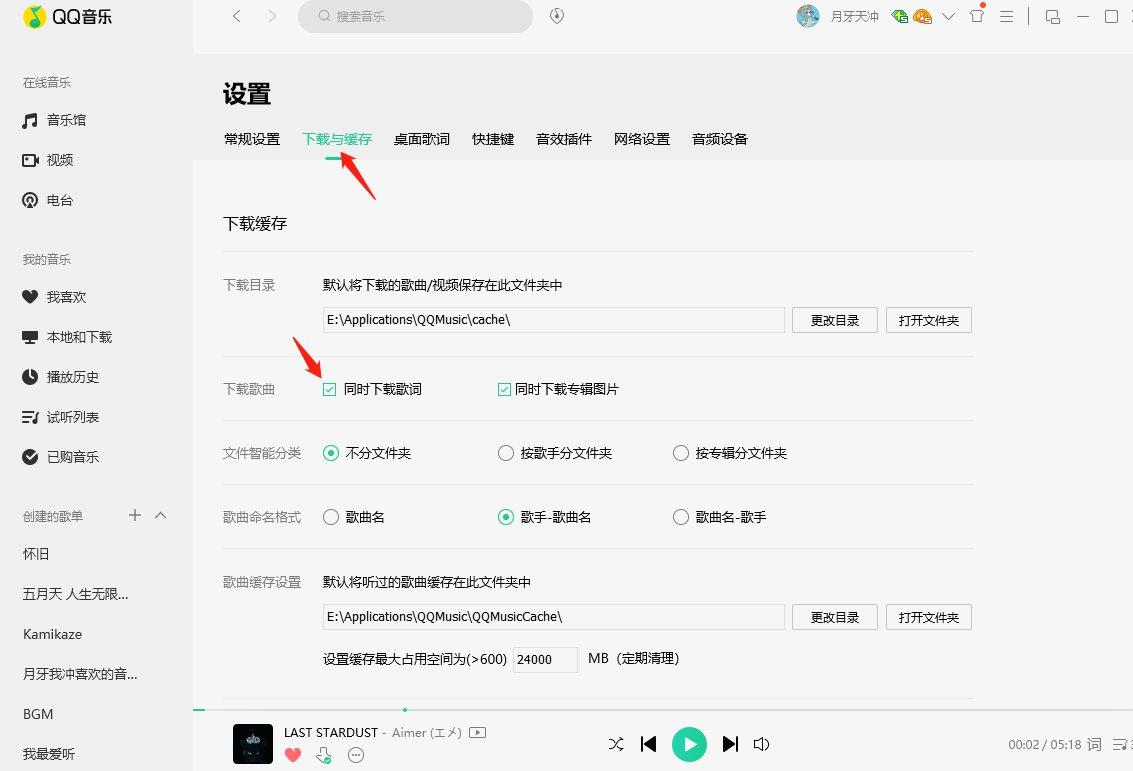 QQ音乐
搜索音乐
月牙天冲
在线音乐
音乐馆
视频
电台
我的音乐
我喜欢
本地和下载
播放历史
试听列表
已购音乐
创建的歌单
怀旧
五月天 人生无限...
Kamikaze
月牙我冲喜欢的音...
BGM
我最爱听
设置
常规设置 下载与缓存 桌面歌词 快捷键 音效插件 网络设置 音频设备
下载缓存
下载目录 默认将下载的歌曲/视频保存在此文件夹中
E:\Applications\QQMusic\cache\ 更改目录 打开文件夹
下载歌曲 同时下载歌词 同时下载专辑图片
文件智能分类 不分文件夹 按歌手分文件夹 按专辑分文件夹
歌曲命名格式 歌曲名 歌手-歌曲名 歌曲名-歌手
歌曲缓存设置 默认将听过的歌曲缓存在此文件夹中
E:\Applications\QQMusic\QQMusicCache\ 更改目录 打开文件夹
设置缓存最大占用空间为(>600) 24000 MB（定期清理）
LAST STARDUST - Aimer (エメ)
00:02 / 05:18 词